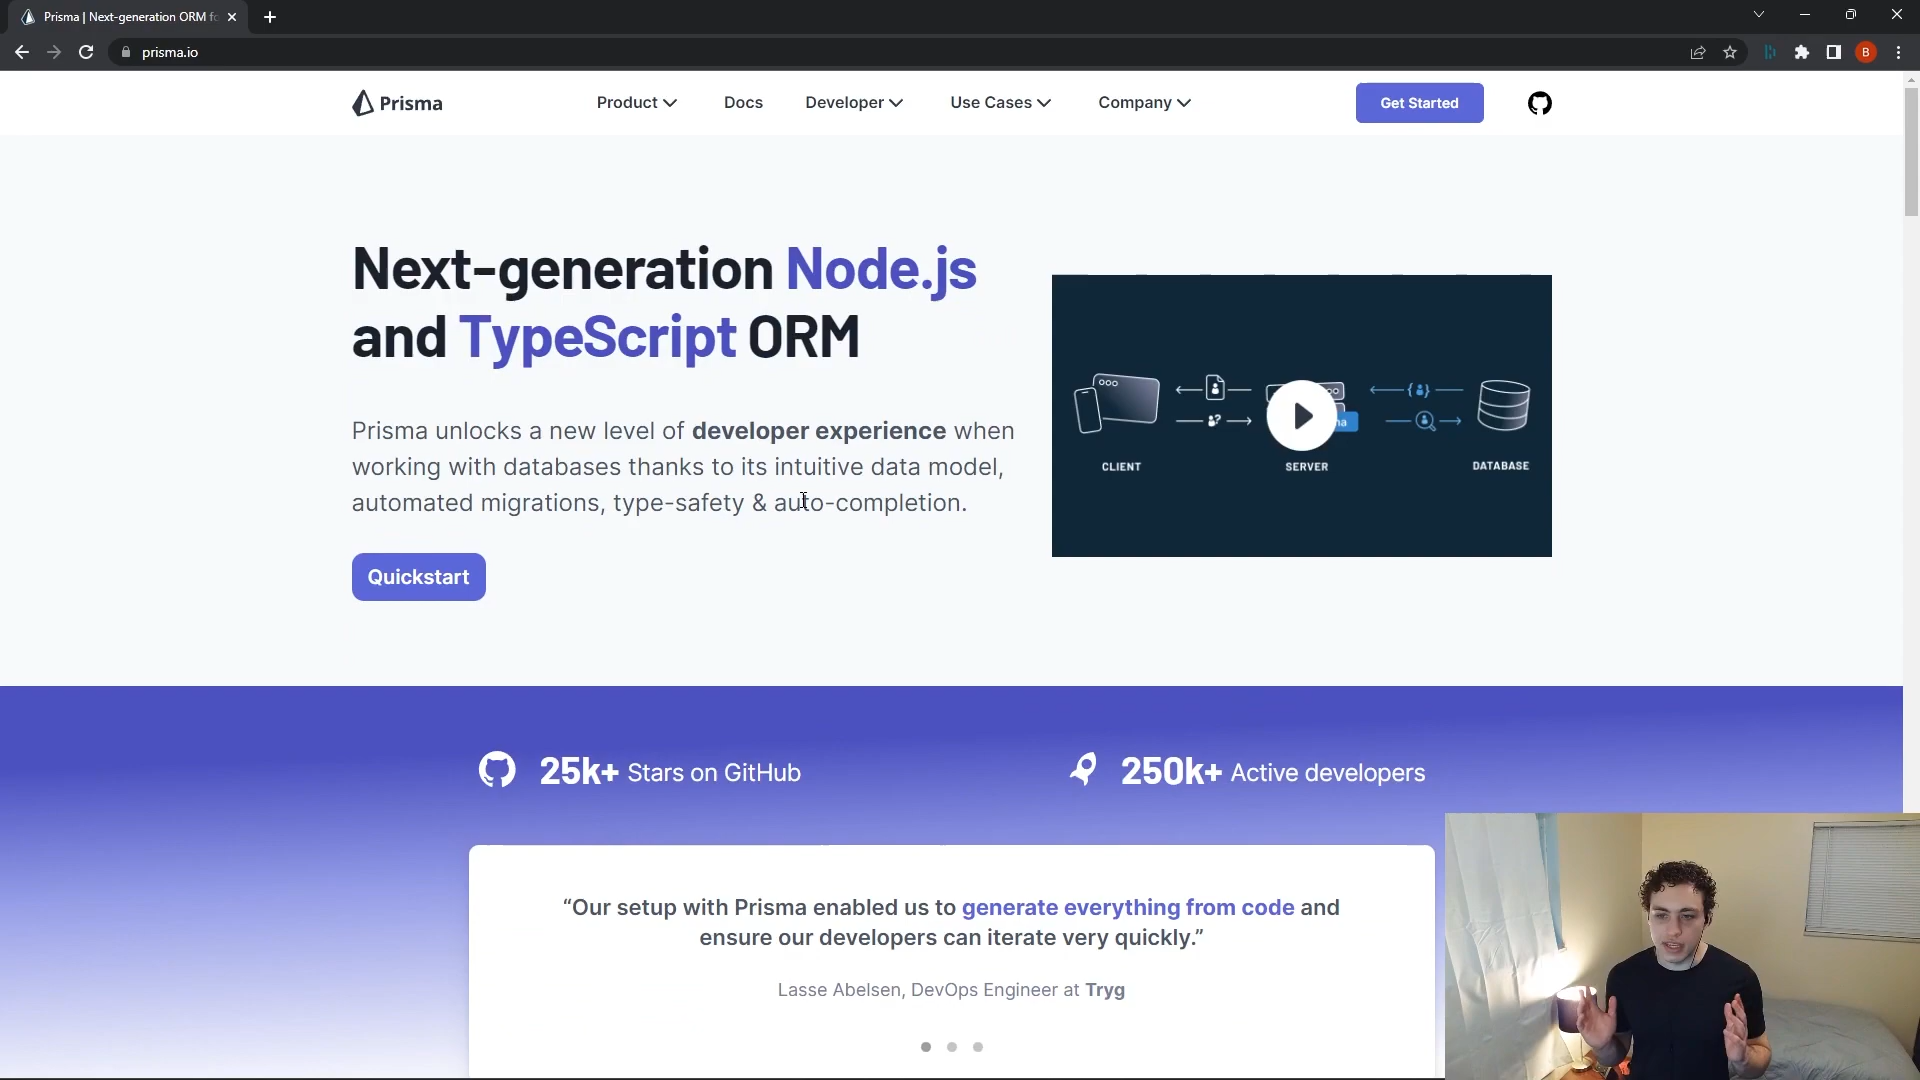 Prisma | Next-generation ORM fo
prisma.io
B
Prisma
Product
Docs
Developer
Use Cases
Company
Get Started
Next-generation Node.js
and TypeScript ORM
Prisma unlocks a new level of developer experience when
working with databases thanks to its intuitive data model,
automated migrations, type-safety & auto-completion.
Quickstart
CLIENT
SERVER
DATABASE
25k+ Stars on GitHub
250k+ Active developers
“Our setup with Prisma enabled us to generate everything from code and
ensure our developers can iterate very quickly.”
Lasse Abelsen, DevOps Engineer at Tryg